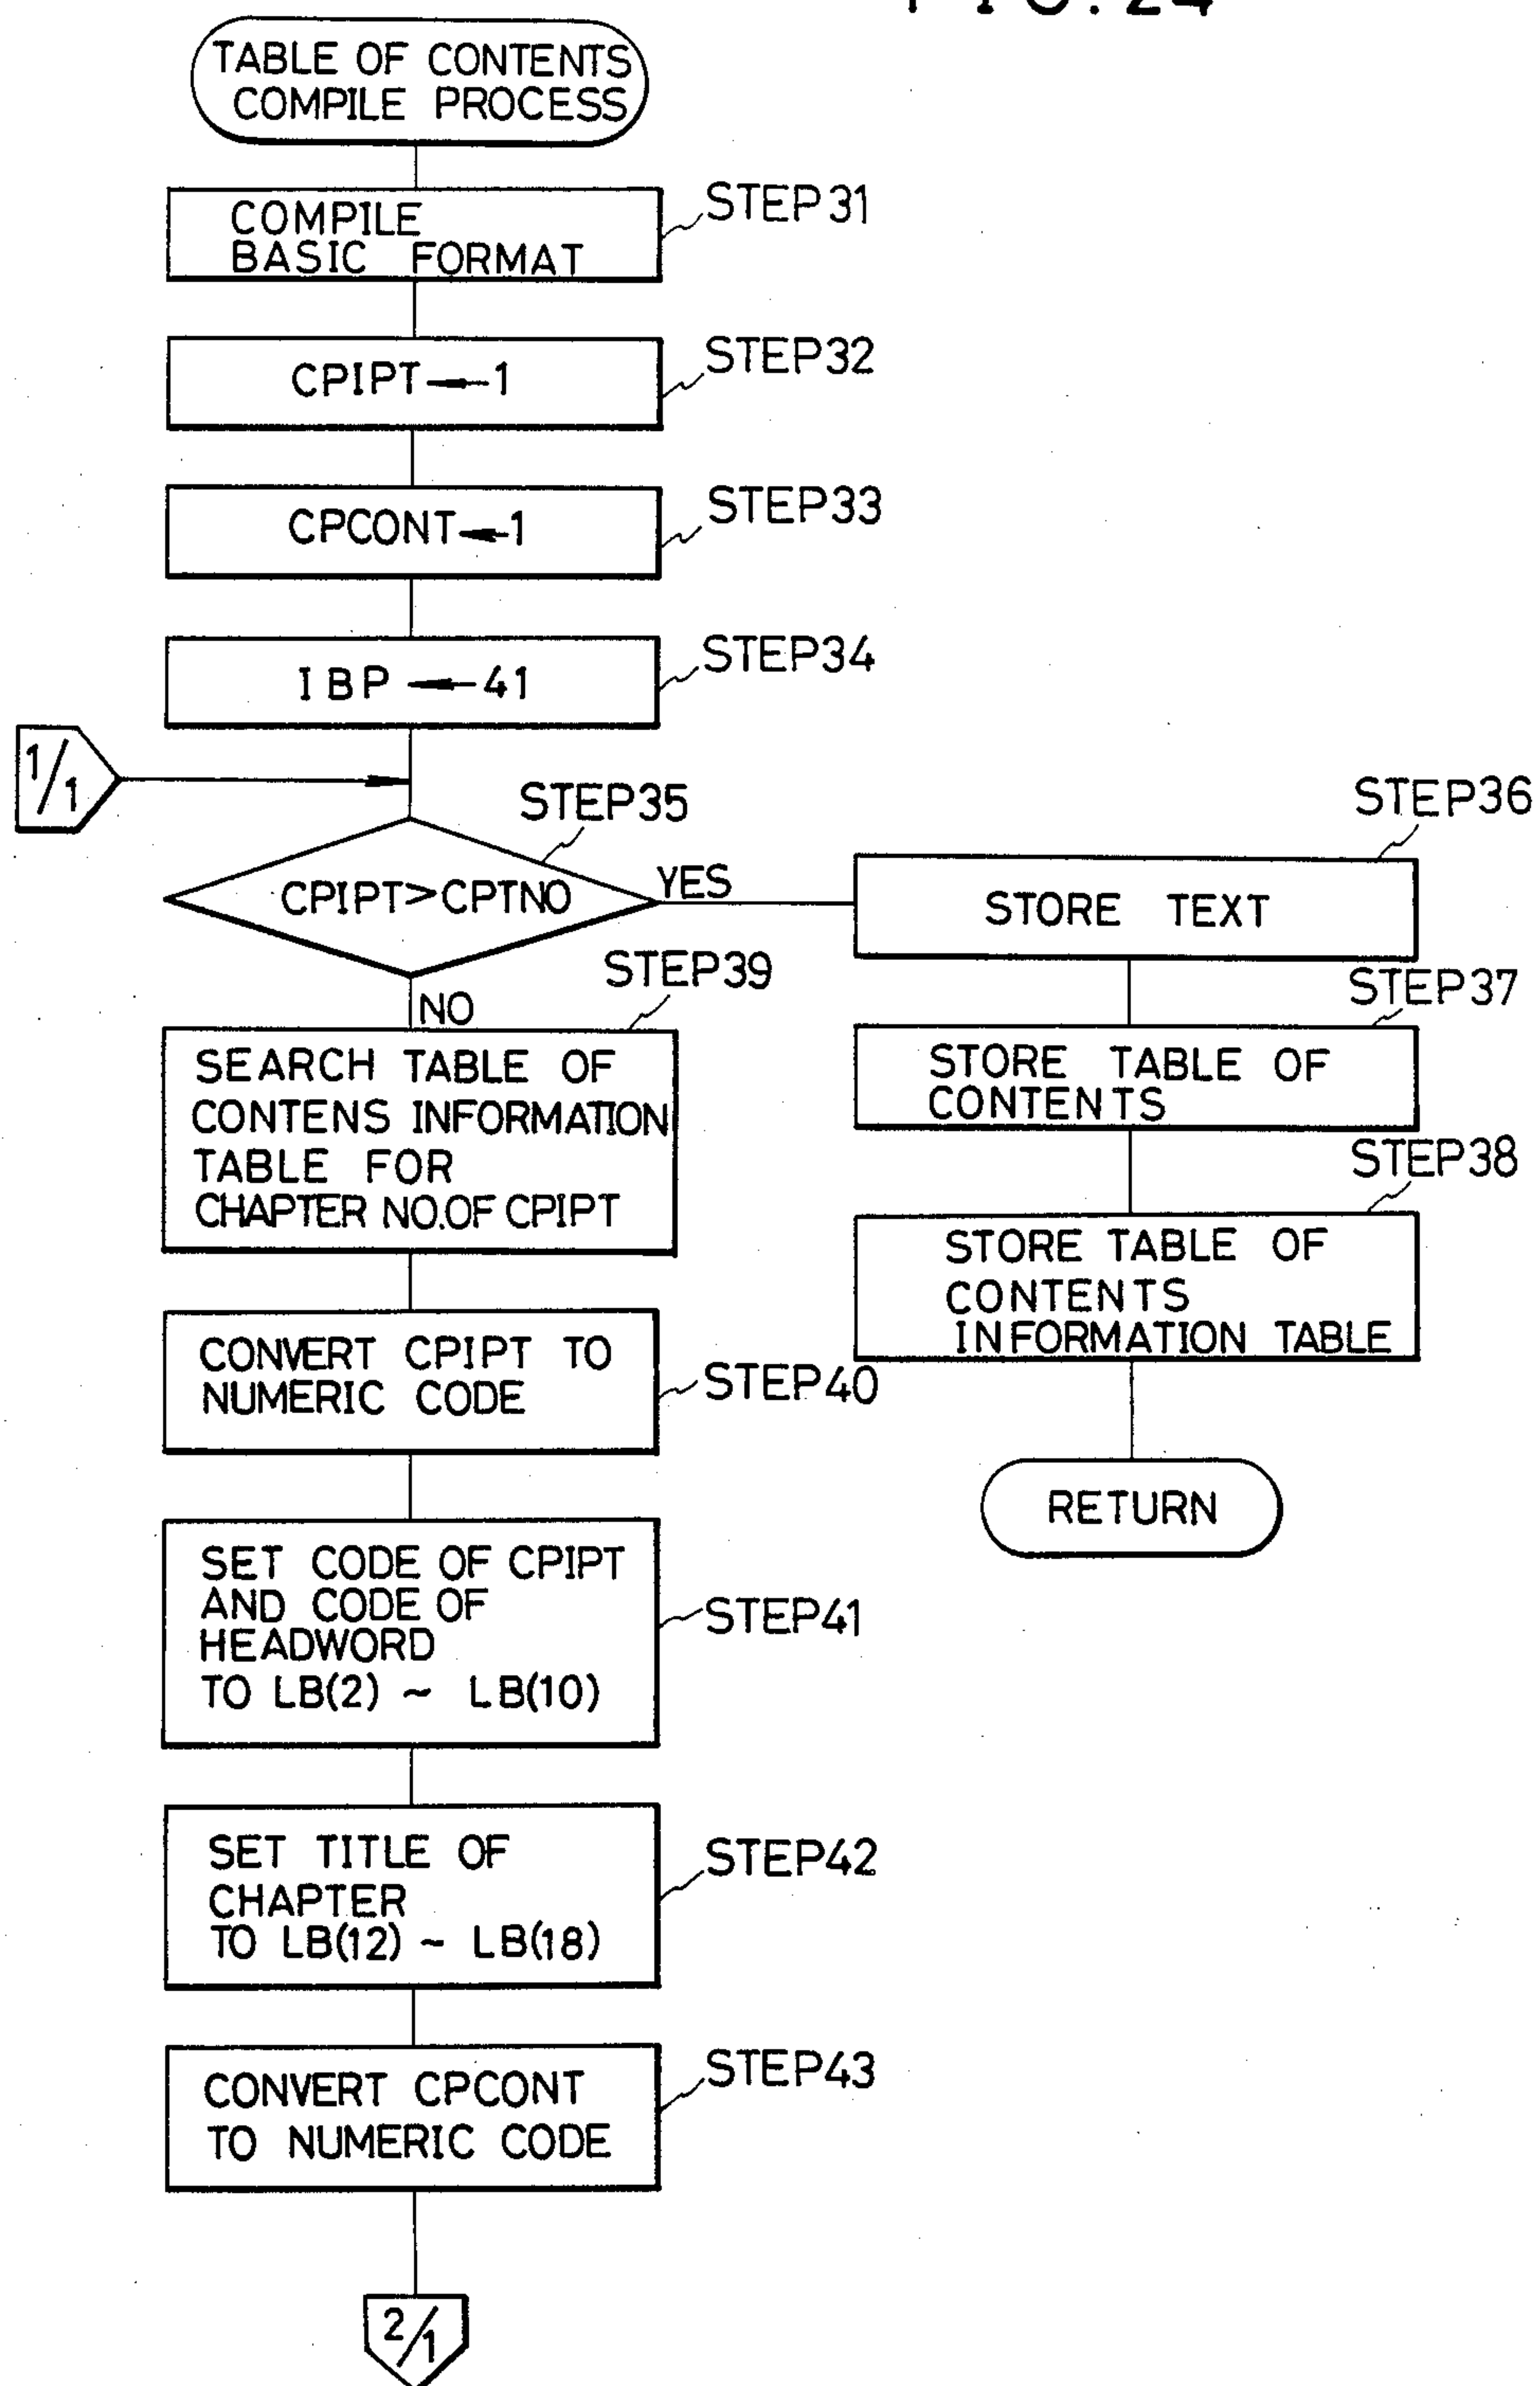 FIG. 24
TABLE OF CONTENTS
COMPILE PROCESS
COMPILE
BASIC FORMAT
STEP31
CPIPT←1
STEP32
CPCONT←1
STEP33
IBP ←41
STEP34
1/1
STEP35
CPIPT>CPTNO
YES
NO
STEP36
STORE TEXT
STEP37
STORE TABLE OF
CONTENTS
STEP38
STORE TABLE OF
CONTENTS
INFORMATION TABLE
RETURN
STEP39
SEARCH TABLE OF
CONTENS INFORMATION
TABLE FOR
CHAPTER NO.OF CPIPT
CONVERT CPIPT TO
NUMERIC CODE
STEP40
SET CODE OF CPIPT
AND CODE OF
HEADWORD
TO LB(2) ~ LB(10)
STEP41
SET TITLE OF
CHAPTER
TO LB(12) ~ LB(18)
STEP42
CONVERT CPCONT
TO NUMERIC CODE
STEP43
2/1